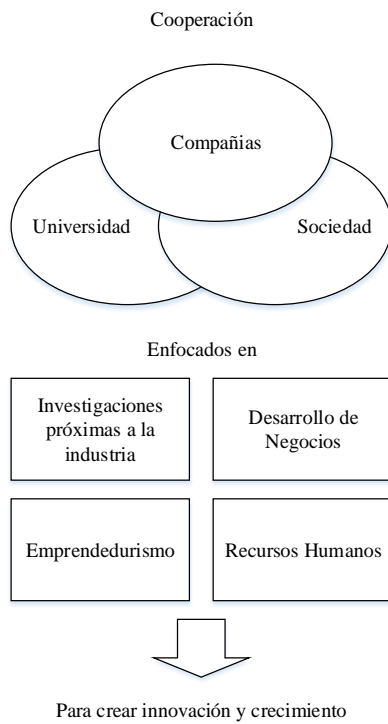 Cooperación
Compañias
Universidad
Sociedad
Enfocados en
Investigaciones
próximas a la
industria
Desarrollo de
Negocios
Emprendedurismo
Recursos Humanos
Para crear innovación y crecimiento